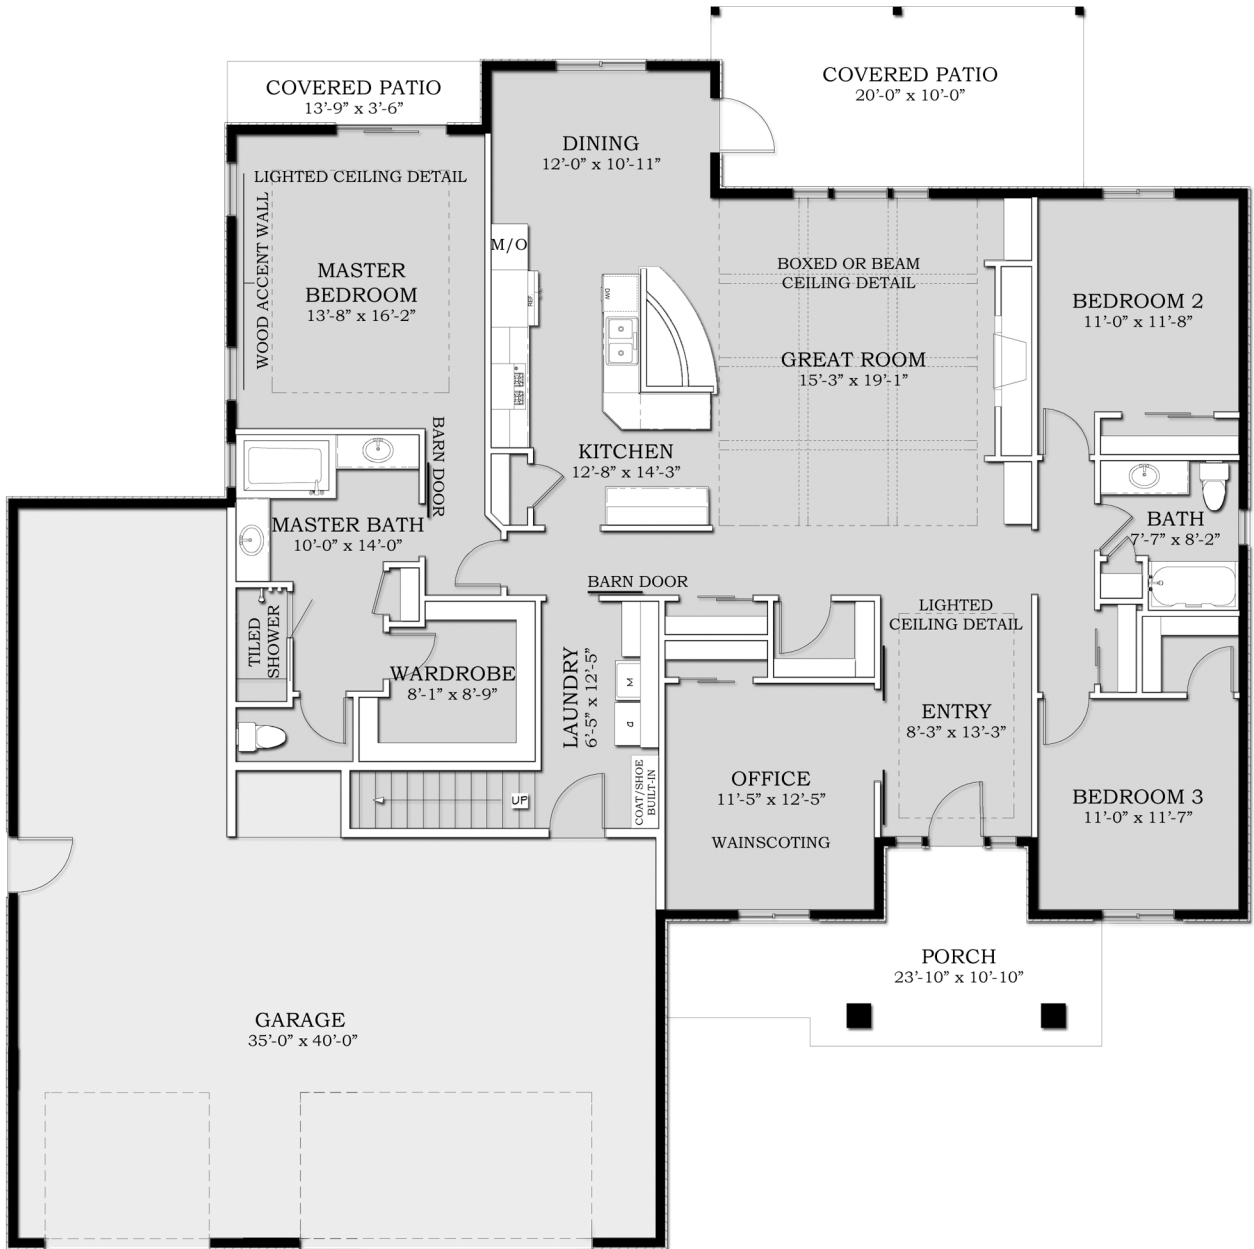 COVERED PATIO
20'-0" x 10'-0"
COVERED PATIO
13'-9" x 3'-6"
DINING
12'-0" x 10'-11"
LIGHTED CEILING DETAIL
WOOD ACCENT WALL
MASTER
BEDROOM
13'-8" x 16'-2"
M/O
REF
D/W
BOXED OR BEAM
CEILING DETAIL
GREAT ROOM
15'-3" x 19'-1"
BEDROOM 2
11'-0" x 11'-8"
BARN DOOR
KITCHEN
12'-8" x 14'-3"
MASTER BATH
10'-0" x 14'-0"
BATH
7'-7" x 8'-2"
BARN DOOR
LIGHTED
CEILING DETAIL
TILED
SHOWER
WARDROBE
8'-1" x 8'-9"
LAUNDRY
6'-5" x 12'-5"
W
D
ENTRY
8'-3" x 13'-3"
OFFICE
11'-5" x 12'-5"
WAINSCOTING
UP
COAT/SHOE
BUILT-IN
BEDROOM 3
11'-0" x 11'-7"
PORCH
23'-10" x 10'-10"
GARAGE
35'-0" x 40'-0"